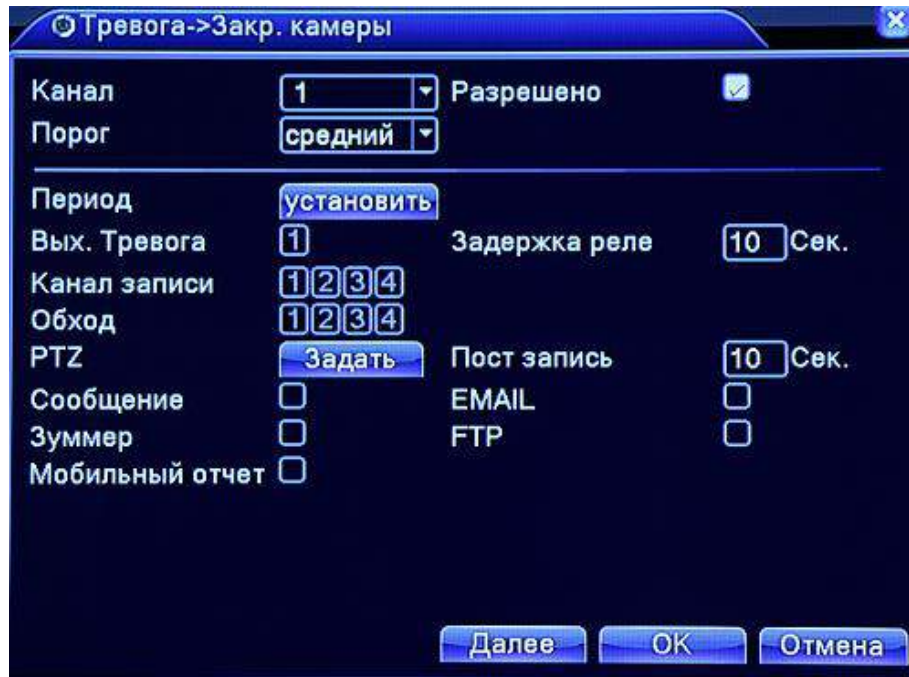 Тревога->Закр. камеры
Канал 1 Разрешено
Порог средний
Период установить
Вых. Тревога 1 Задержка реле 10 Сек.
Канал записи 1 2 3 4
Обход 1 2 3 4
PTZ Задать Пост запись 10 Сек.
Сообщение EMAIL
Зуммер FTP
Мобильный отчет
Далее OK Отмена